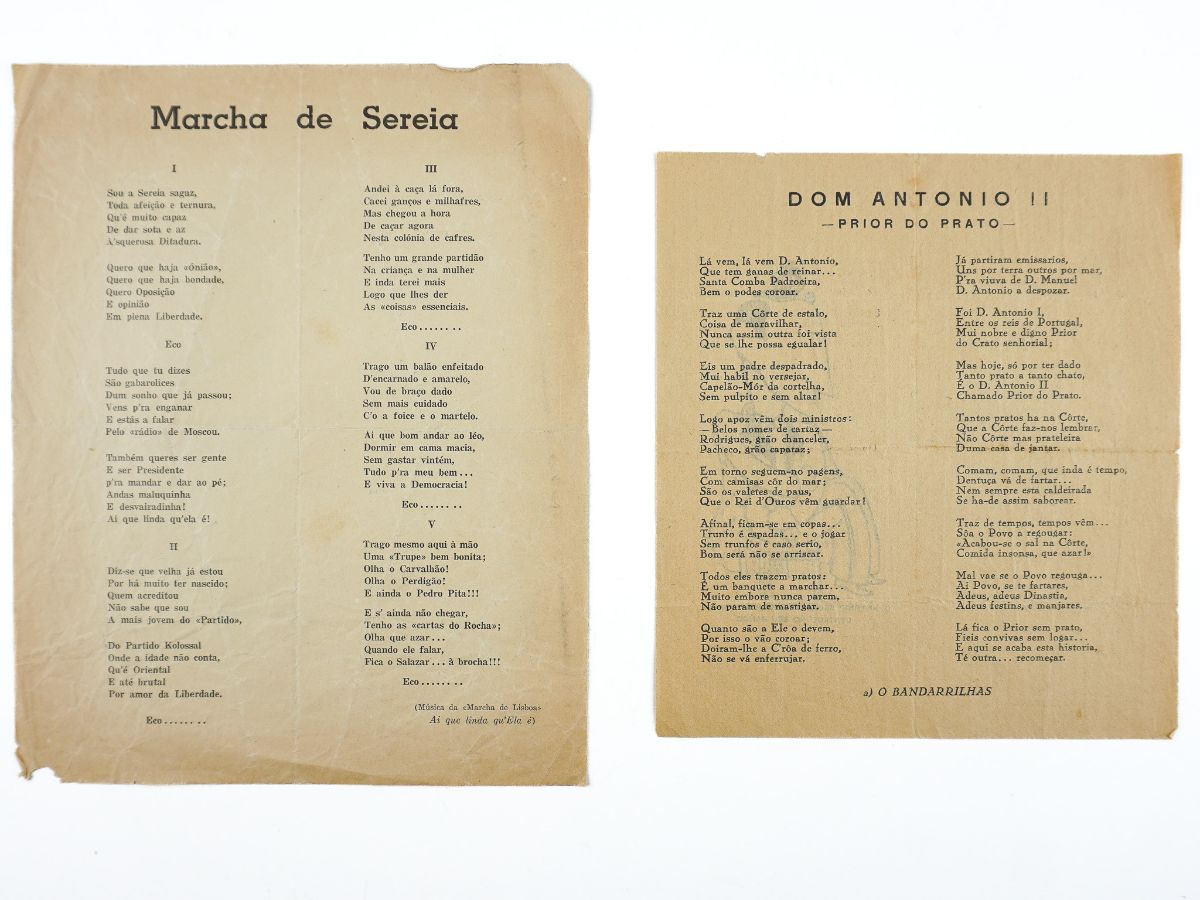 Marcha de Sereia
I
Sou a Sereia sagaz,
Toda afeição e ternura,
Qu'é muito capaz
De dar sota e az
A'squerosa Ditadura.
Quero que haja «Ónião»,
Quero que haja bondade,
Quero Oposição
E opinião
Em plena Liberdade.
Eco
Tudo que tu dizes
São gabarolices
Dum sonho que já passou;
Vens p'ra enganar
E estás a falar
Pelo «rádio» de Moscou.
Também queres ser gente
E ser Presidente
p'ra mandar e dar ao pé;
Andas maluquinha
E desvairadinha!
Ai que linda qu'ela é!
II
Diz-se que velha já estou
Por há muito ter nascido;
Quem acreditou
Não sabe que sou
A mais jovem do «Partido»,
Do Partido Kolossal
Onde a idade não conta,
Qu'é Oriental
E até brutal
Por amor da Liberdade.
Eco........
III
Andei à caça lá fora,
Cacei ganços e milhafres,
Mas chegou a hora
De caçar agora
Nesta colónia de cafres.
Tenho um grande partidão
Na criança e na mulher
E inda terei mais
Logo que lhes der
As «coisas» essenciais.
Eco........
IV
Trago um balão enfeitado
D'encarnado e amarelo,
Vou de braço dado
Sem mais cuidado
C'o a foice e o martelo.
Ai que bom andar ao léo,
Dormir em cama macia,
Sem gastar vintém,
Tudo p'ra meu bem...
E viva a Democracia!
Eco........
V
Trago mesmo aqui à mão
Uma «Trupe» bem bonita;
Olha o Carvalhão!
Olha o Perdigão!
E ainda o Pedro Pita!!!
E s' ainda não chegar,
Tenho as «cartas do Rocha»;
Olha que azar...
Quando ele falar,
Fica o Salazar... à brocha!!!
Eco........
(Música da «Marcha de Lisboa»
Ai que linda qu'Ela é)
DOM ANTONIO II
—PRIOR DO PRATO—
Lá vem, lá vem D. Antonio,
Que tem ganas de reinar...
Santa Comba Padroeira,
Bem o podes coroar.
Traz uma Côrte de estalo,
Coisa de maravilhar,
Nunca assim outra foi vista
Que se lhe possa egualar!
Eis um padre despadrado,
Mui habil no versejar,
Capelão-Mór da cortelha,
Sem pulpito e sem altar!
Logo apoz vêm dois ministros:
—Belos nomes de cartaz—
Rodrigues, grão chanceler,
Pacheco, grão capataz;
Em torno seguem-no pagens,
Com camisas côr do mar;
São os valetes de paus,
Que o Rei d'Ouros vêm guardar!
Afinal, ficam-se em copas...
Trunfo é espadas... e o jogar
Sem trunfos é caso serio,
Bom será não se arriscar.
Todos eles trazem pratos:
É um banquete a marchar...
Muito embora nunca parem,
Não param de mastigar.
Quanto são a Ele o devem,
Por isso o vão coroar;
Doiram-lhe a C'rôa de ferro,
Não se vá enferrujar.
Já partiram emissarios,
Uns por terra outros por mar,
P'ra viuva de D. Manuel
D. Antonio a despozar.
Foi D. Antonio I,
Entre os reis de Portugal,
Mui nobre e digno Prior
do Crato senhorial;
Mas hoje, só por ter dado
Tanto prato a tanto chato,
É o D. Antonio II
Chamado Prior do Prato.
Tantos pratos ha na Côrte,
Que a Côrte faz-nos lembrar,
Não Côrte mas prateleira
Duma casa de jantar.
Comam, comam, que inda é tempo,
Dentuça vá de fartar...
Nem sempre esta caldeirada
Se ha-de assim saborear.
Traz de tempos, tempos vêm...
Sôa o Povo a regougar:
«Acabou-se o sal na Côrte,
Comida insonsa, que azar!»
Mal vae se o Povo regouga...
Ai Povo, se te fartares,
Adeus, adeus Dinastia,
Adeus festins, e manjares.
Lá fica o Prior sem prato,
Fieis convivas sem logar...
E aqui se acaba esta historia,
Té outra... recomeçar.
a) O BANDARRILHAS